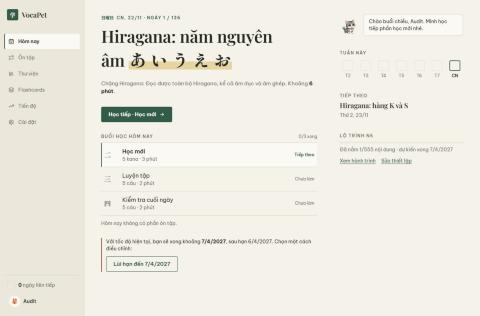 VocaPet
Hôm nay
Ôn tập
Thư viện
Flashcards
Tiến độ
Cài đặt
0 ngày liên tiếp
Audit
日曜日 CN, 22/11 · NGÀY 1 / 136
Hiragana: năm nguyên
âm あいうえお
Chặng Hiragana: Đọc được toàn bộ Hiragana, kể cả âm đục và âm ghép. Khoảng 6
phút.
Học tiếp · Học mới →
BUỔI HỌC HÔM NAY
0/3 xong
二 Học mới
5 kana · 3 phút
Tiếp theo
三 Luyện tập
5 câu · 2 phút
Chưa làm
四 Kiểm tra cuối ngày
5 câu · 2 phút
Chưa làm
Hôm nay không có phần ôn tập.
Với tốc độ hiện tại, bạn sẽ xong khoảng 7/4/2027, sau hạn 6/4/2027. Chọn một cách
điều chỉnh:
Lùi hạn đến 7/4/2027
Chào buổi chiều, Audit. Mình học
tiếp phần học mới nhé.
TUẦN NÀY
T2 T3 T4 T5 T6 T7 CN
TIẾP THEO
Hiragana: hàng K và S
Thứ 2, 23/11
LỘ TRÌNH N5
Đã nắm 1/555 nội dung · dự kiến xong 7/4/2027
Xem hành trình Sửa thiết lập